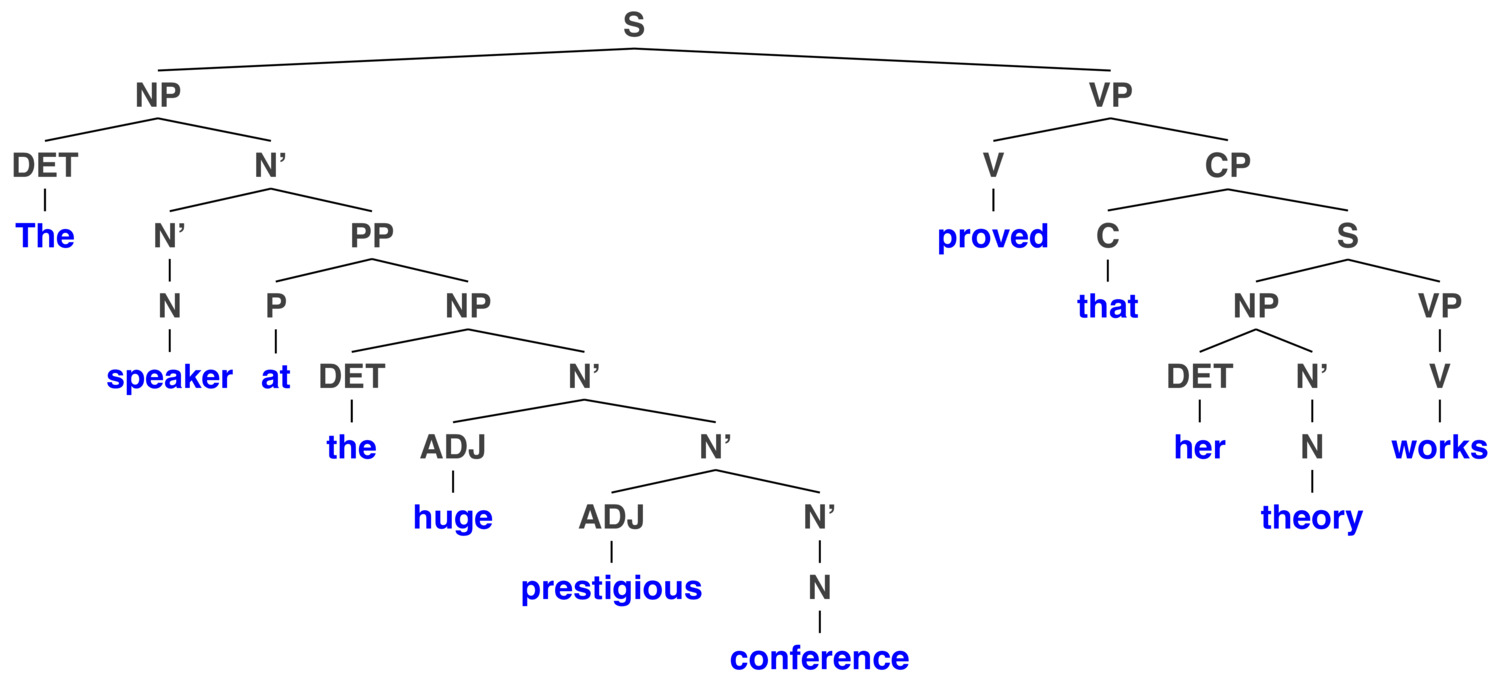 S
NP VP
DET N’ V CP
The N’ PP proved C S
N P NP that NP VP
speaker at DET N’ DET N’ V
the ADJ N’ her N works
huge ADJ N’ theory
prestigious N
conference